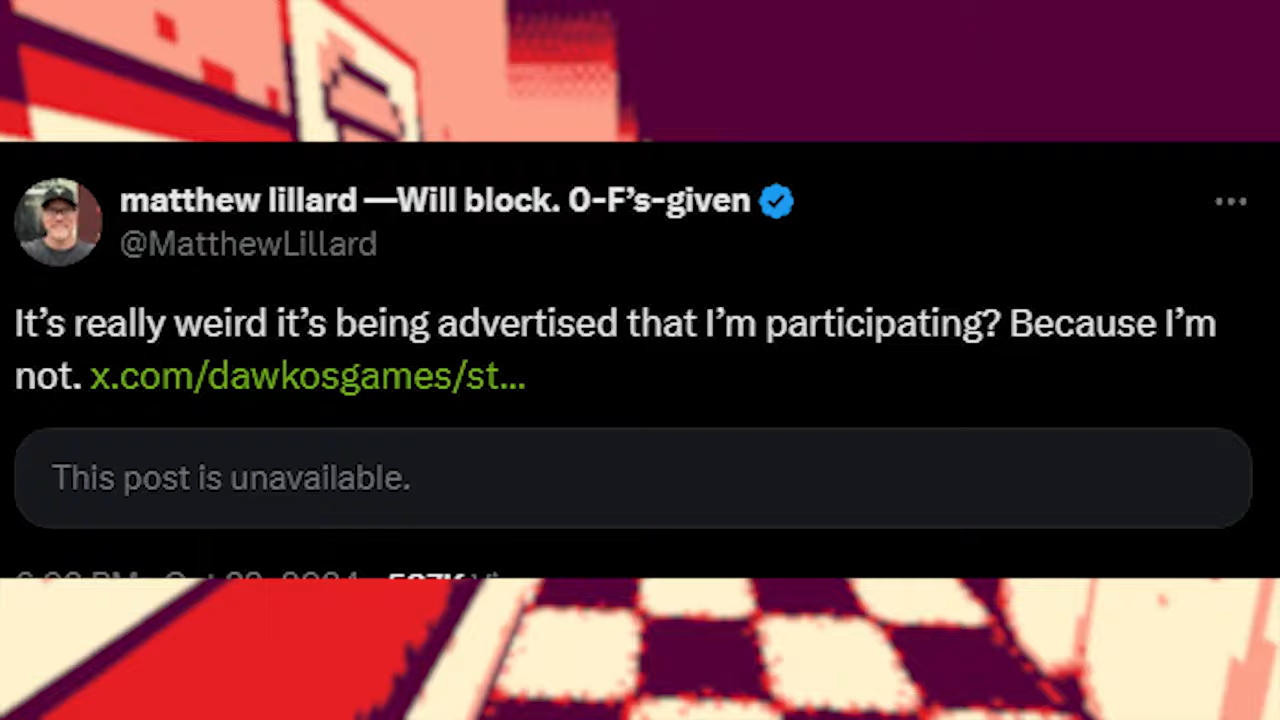 matthew lillard —Will block. 0-F’s-given
@MatthewLillard
It’s really weird it’s being advertised that I’m participating? Because I’m
not. x.com/dawkosgames/st...
This post is unavailable.